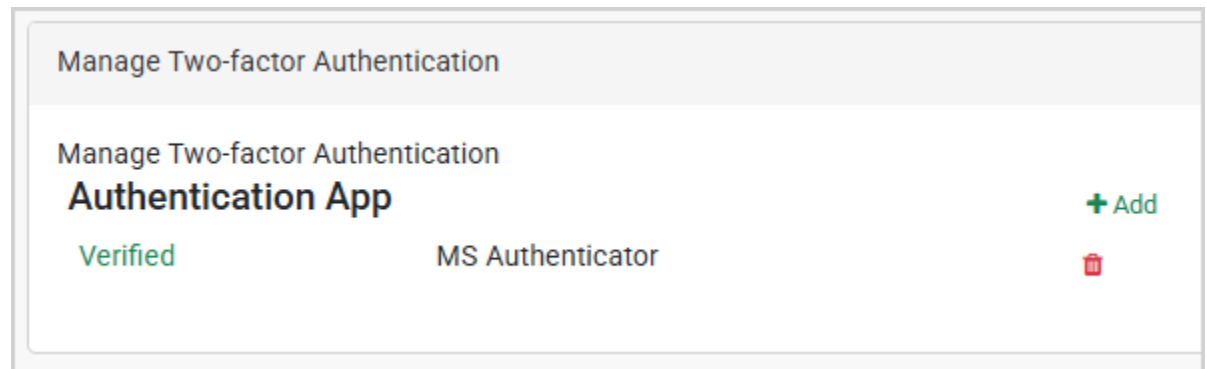 Manage Two-factor Authentication
Manage Two-factor Authentication
Authentication App
Add
Verified MS Authenticator